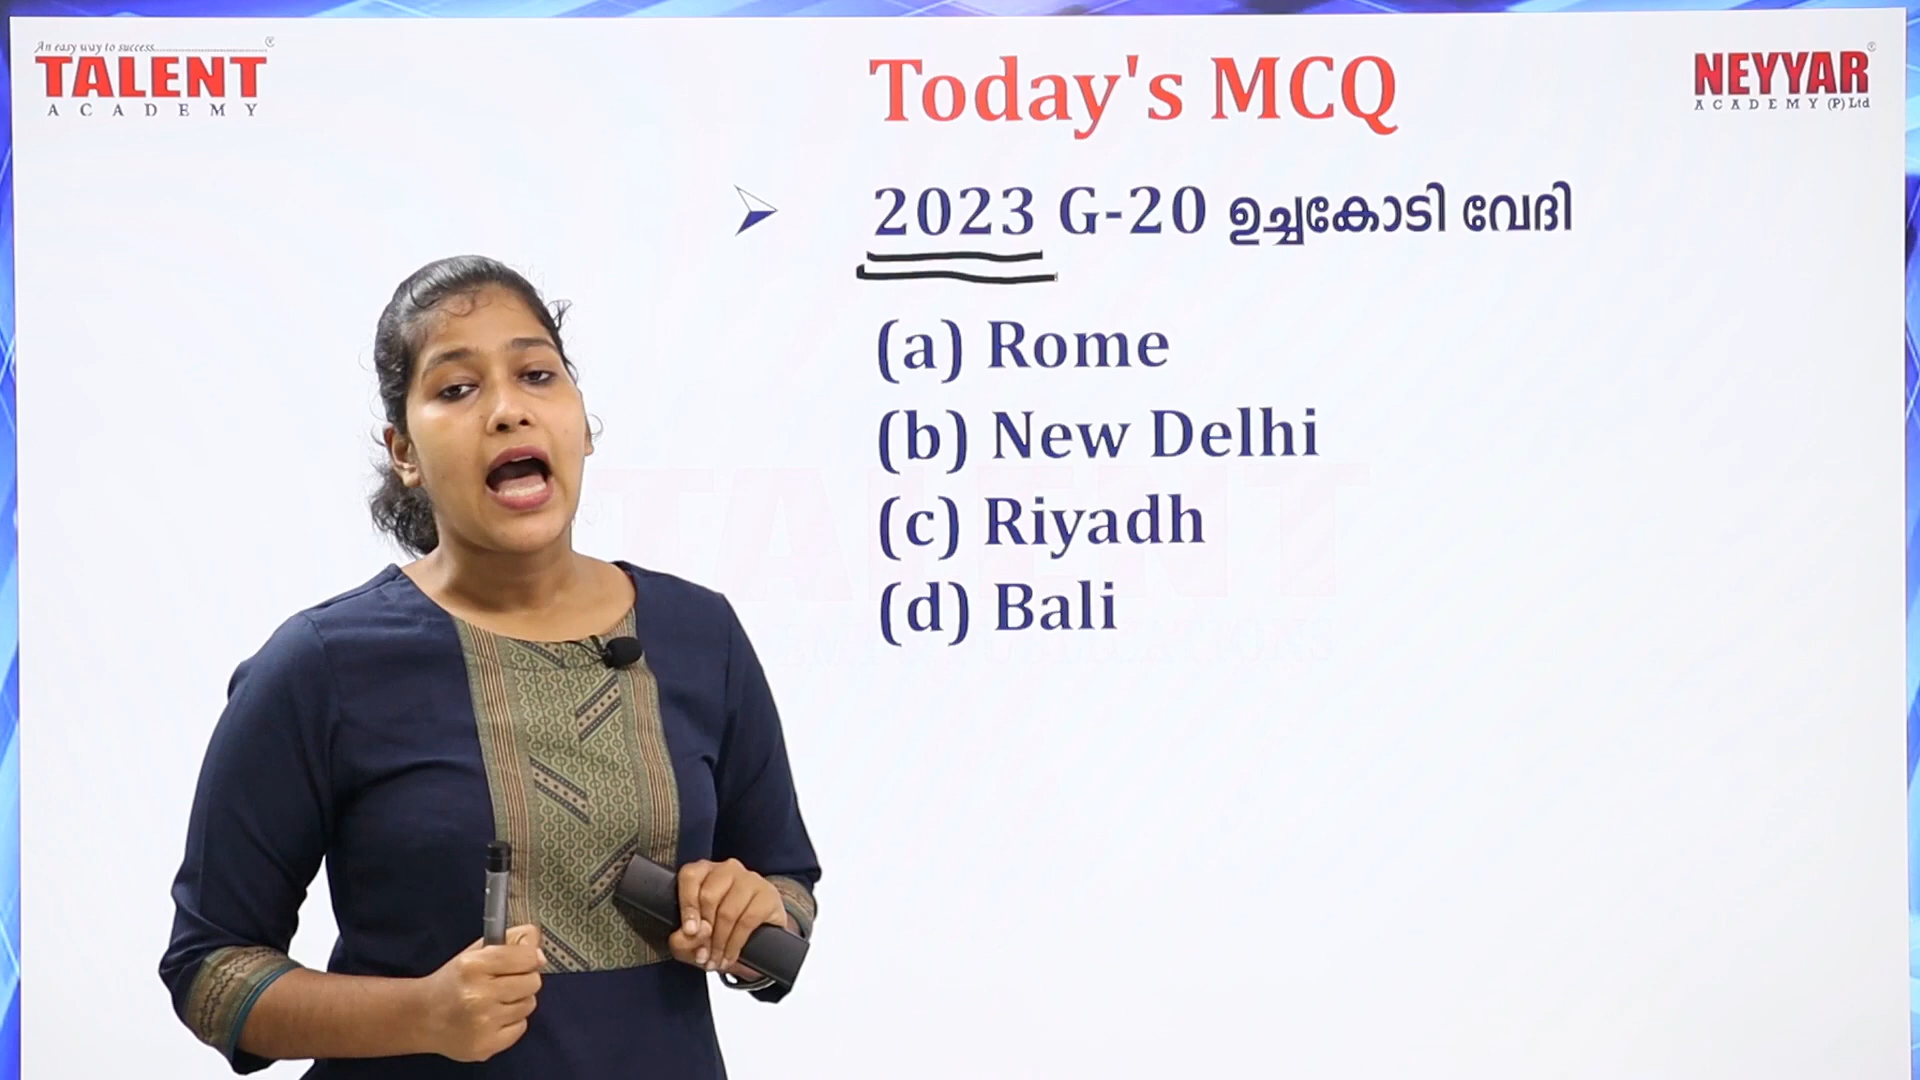 An easy way to success
TALENT
ACADEMY
Today's MCQ
NEYYAR
ACADEMY (P) Ltd
2023 G-20 ഉച്ചകോടി വേദി
(a) Rome
(b) New Delhi
(c) Riyadh
(d) Bali
TALENT